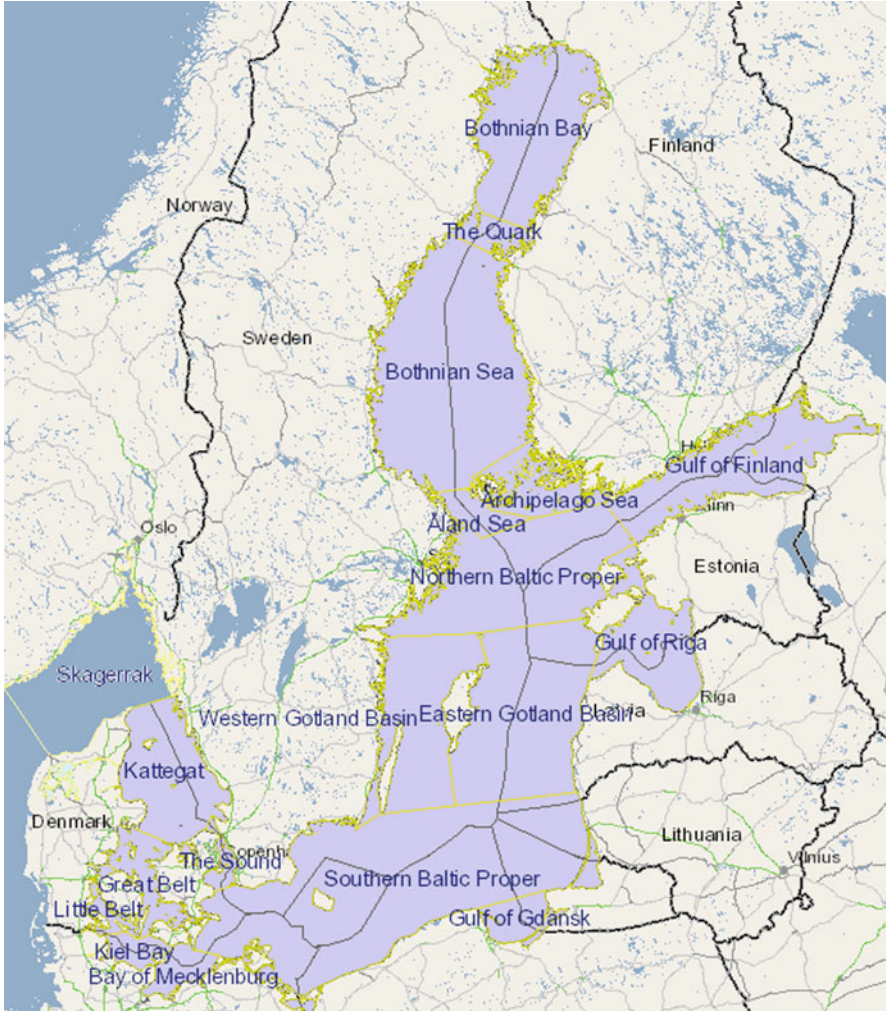 Bothnian Bay
Finland
Norway
The Quark
Sweden
Bothnian Sea
Gulf of Finland
Archipelago Sea
Åland Sea
Oslo
Estonia
Northern Baltic Proper
Gulf of Riga
Skagerrak
Riga
Western Gotland Basin
Eastern Gotland Basin
Kattegat
Denmark
Lithuania
The Sound
Vilnius
Great Belt
Southern Baltic Proper
Little Belt
Gulf of Gdansk
Kiel Bay
Bay of Mecklenburg